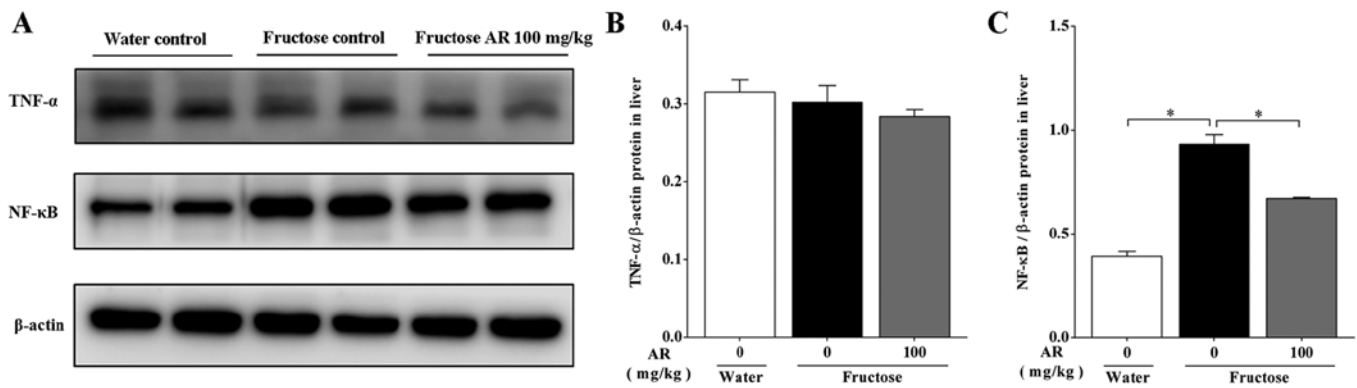 A
Water control
Fructose control
Fructose AR 100 mg/kg
TNF-α
NF-κB
β-actin
B
TNF-α/β-actin protein in liver
0.4
0.3
0.2
0.1
0.0
AR
( mg/kg )
0
0
100
Water
Fructose
C
NF-κB / β-actin protein in liver
1.5
1.0
0.5
0.0
*
*
AR
( mg/kg )
0
0
100
Water
Fructose